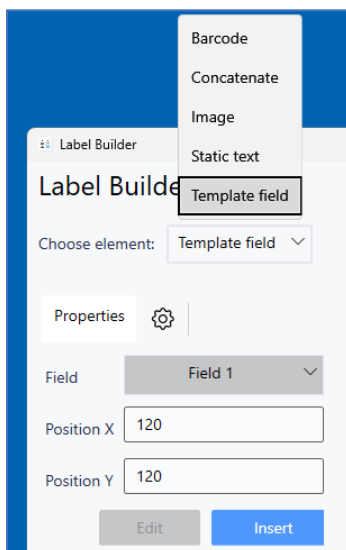 Barcode
Concatenate
Image
Static text
Template field
Label Builder
Label Builde
Choose element: Template field
Properties
Field Field 1
Position X 120
Position Y 120
Edit Insert